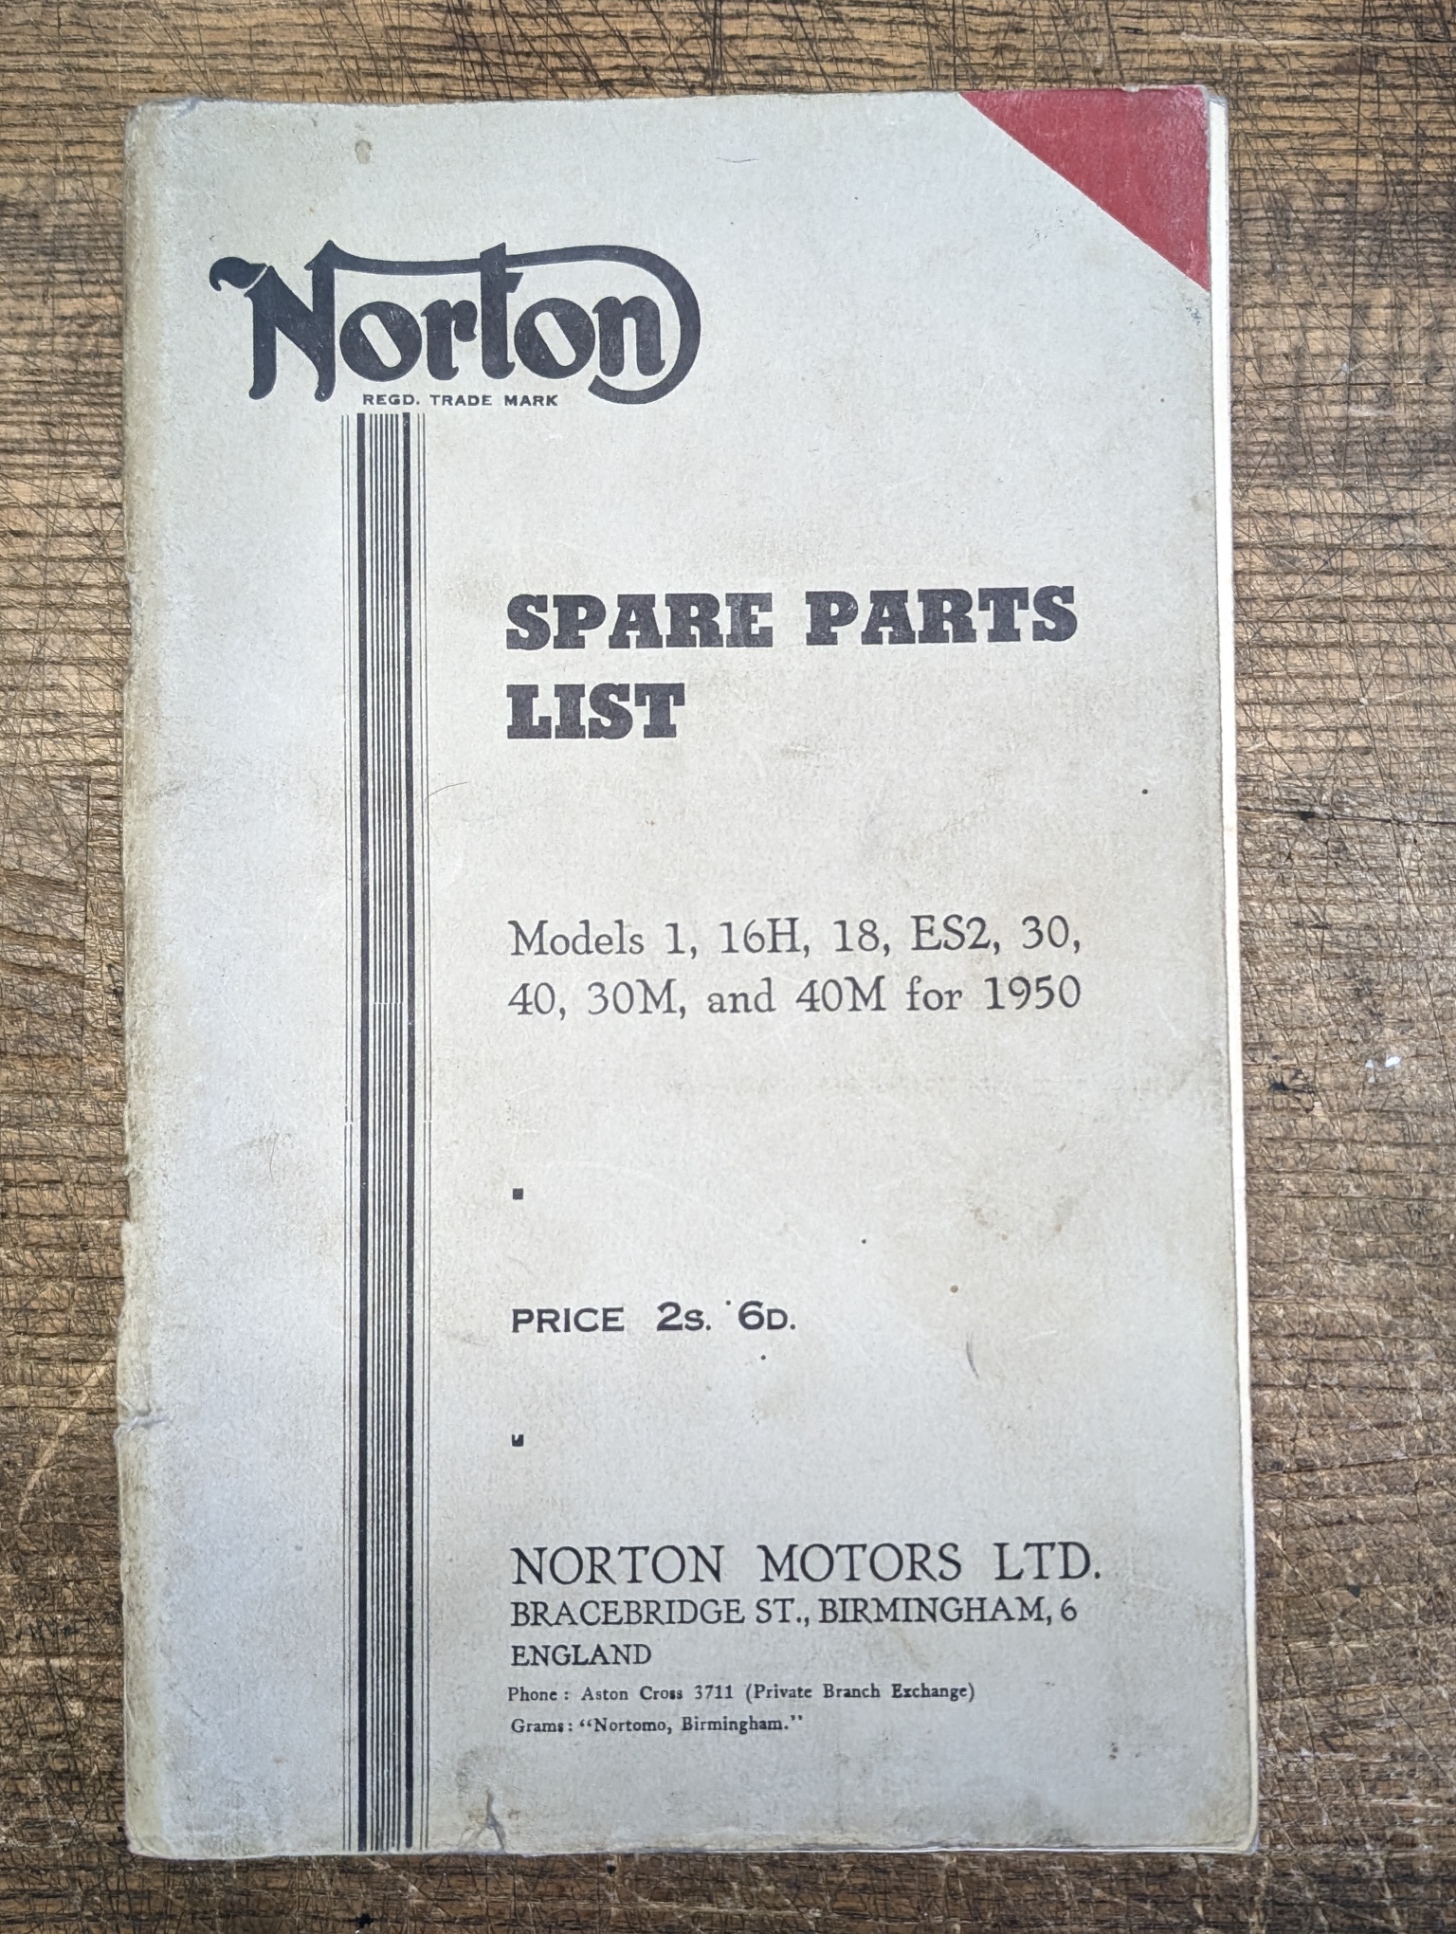 Norton
REGD. TRADE MARK
SPARE PARTS
LIST
Models 1, 16H, 18, ES2, 30,
40, 30M, and 40M for 1950
PRICE 2S. 6D.
NORTON MOTORS LTD.
BRACEBRIDGE ST., BIRMINGHAM, 6
ENGLAND
Phone : Aston Cross 3711 (Private Branch Exchange)
Grams : "Nortomo, Birmingham."